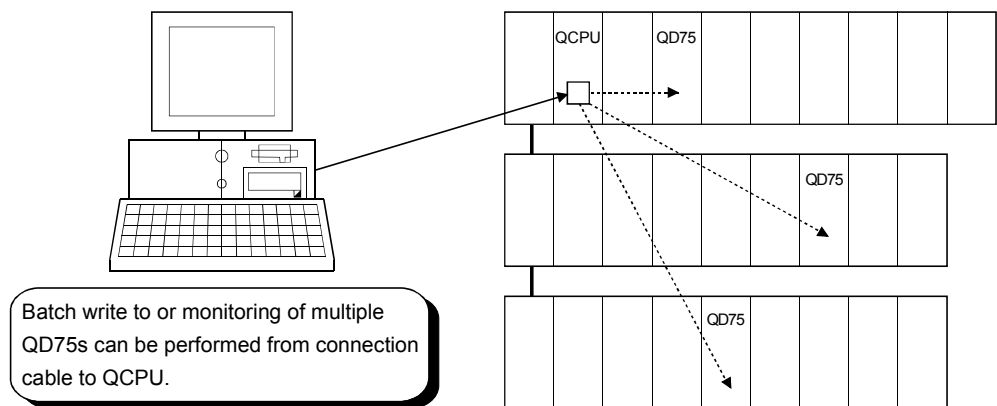 QCPU QD75
QD75
QD75
Batch write to or monitoring of multiple
QD75s can be performed from connection
cable to QCPU.